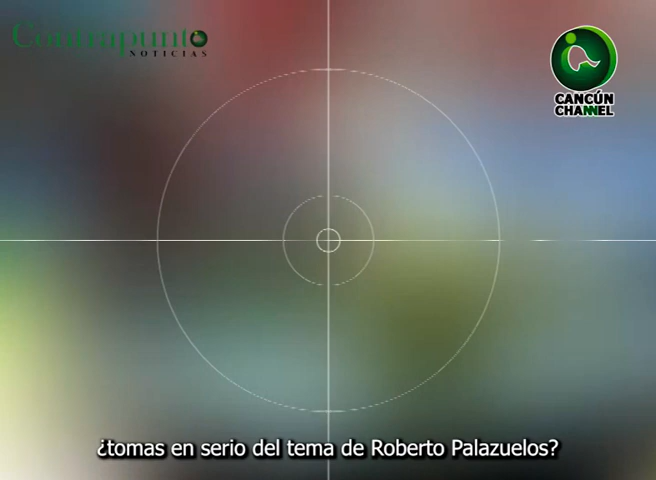 Contrapunto
NOTICIAS
CANCÚN
CHANNEL
¿tomas en serio del tema de Roberto Palazuelos?